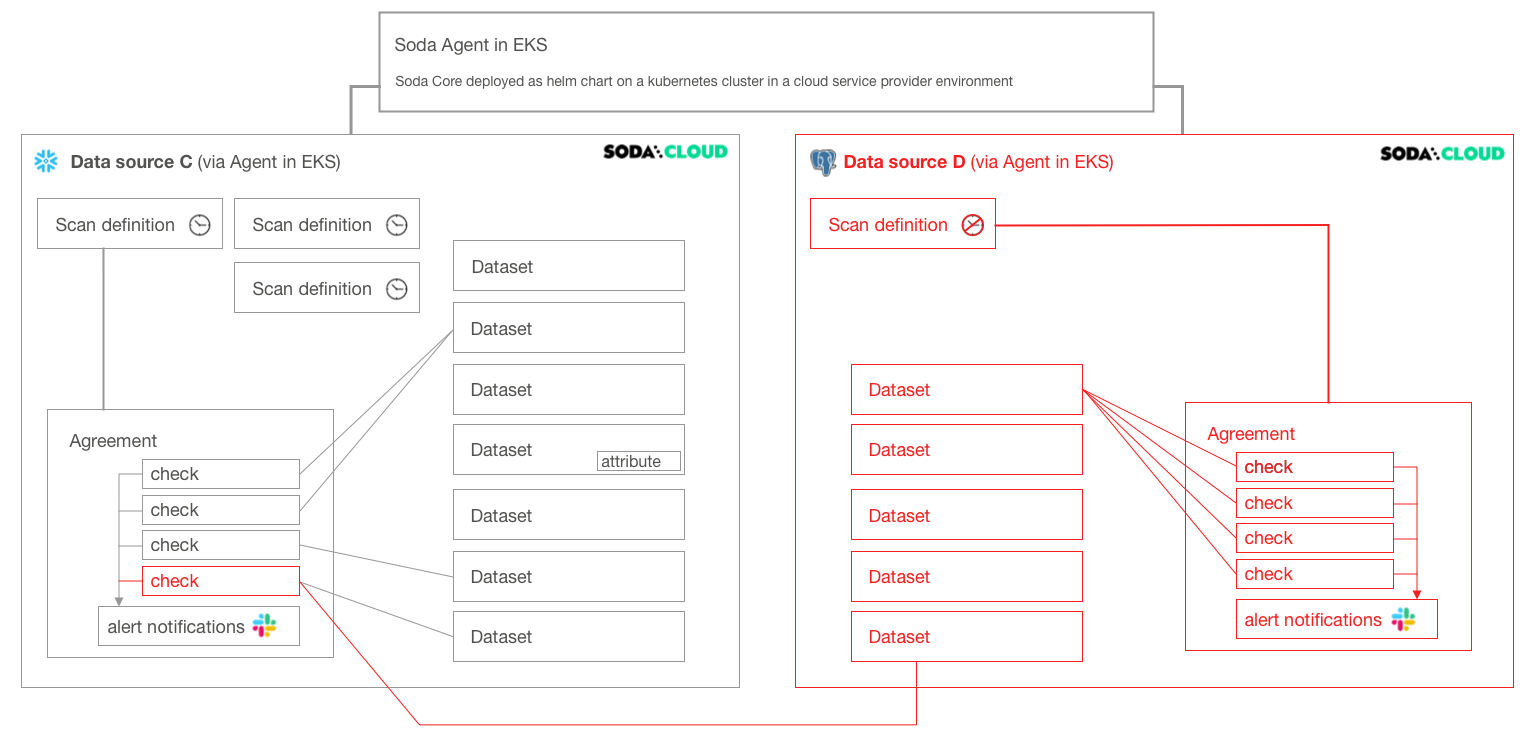 Soda Agent in EKS
Soda Core deployed as helm chart on a kubernetes cluster in a cloud service provider environment
Data source C (via Agent in EKS)
SODA CLOUD
Scan definition
Scan definition
Scan definition
Dataset
Dataset
Dataset
Dataset
attribute
Dataset
Dataset
Dataset
Agreement
check
check
check
check
alert notifications
Data source D (via Agent in EKS)
SODA CLOUD
Scan definition
Dataset
Dataset
Dataset
Dataset
Dataset
Agreement
check
check
check
check
alert notifications